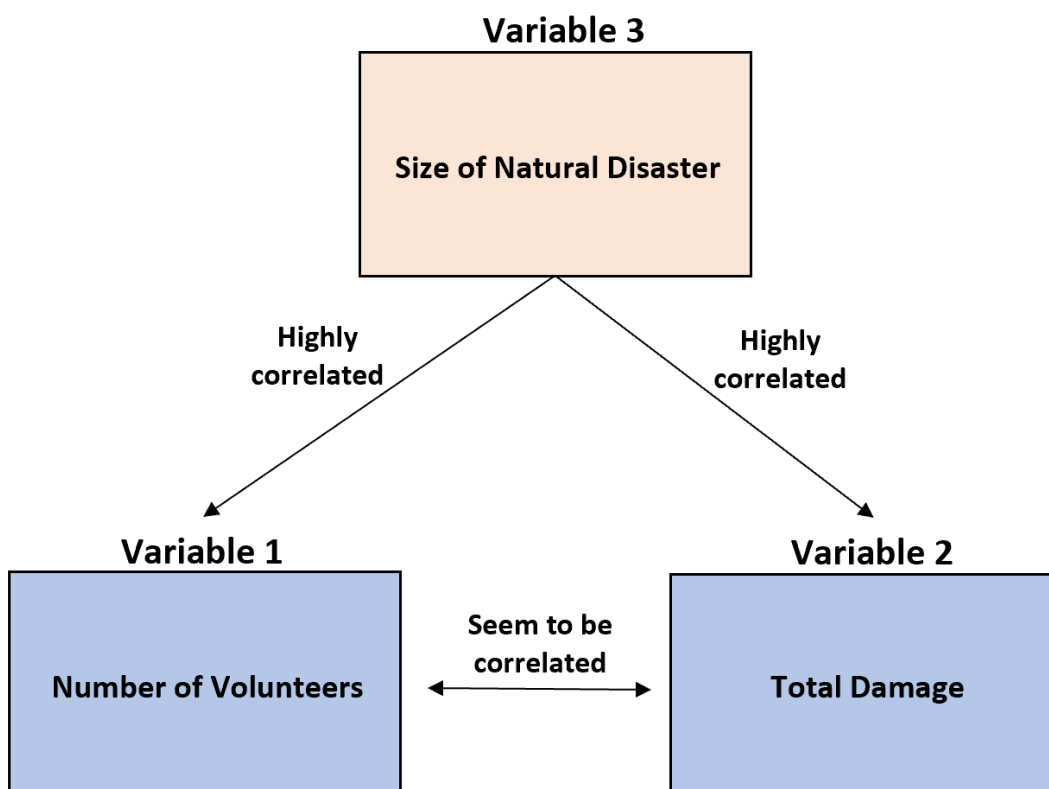 Variable 3
Size of Natural Disaster
Highly
correlated
Highly
correlated
Variable 1
Variable 2
Number of Volunteers
Seem to be
correlated
Total Damage